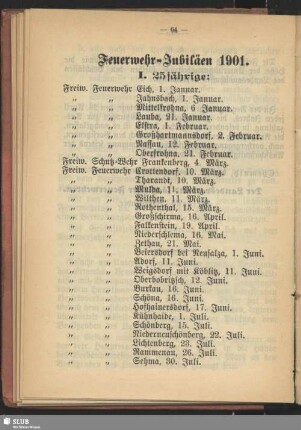 — 64 —
Feuerwehr-Jubiläen 1901.
I. 25jährige:
Freiw. Feuerwehr Eich, 1. Januar.
„ „ Jahnsbach, 1. Januar.
„ „ Mittelfrohna, 6 Januar.
„ „ Lauba, 21. Januar.
„ „ Elstra, 1. Februar.
„ „ Großhartmannsdorf, 2. Februar.
„ „ Nassau, 12. Februar.
„ „ Oberfrohna, 21. Februar.
Freiw. Schutz-Wehr Frankenberg, 4. März.
Freiw. Feuerwehr Crottendorf, 10. März.
„ „ Tharandt, 10. März.
„ „ Mulda, 11. März.
„ „ Wilthen, 11. März.
„ „ Rothenthal, 15. März.
„ „ Großschirma, 16. April.
„ „ Falkenstein, 19. April.
„ „ Niederschlema, 16. Mai.
„ „ Zethau, 21. Mai.
„ „ Beiersdorf bei Neusalza, 1. Juni.
„ „ Adorf, 11. Juni.
„ „ Weigsdorf mit Köblitz, 11. Juni.
„ „ Oberbobritzsch, 12. Juni.
„ „ Burkau, 16. Juni.
„ „ Schöna, 16. Juni.
„ „ Hofhainersdorf, 17. Juni.
„ „ Kühnhaide, 1. Juli.
„ „ Schönberg, 15. Juli.
„ „ Niederneuschönberg, 22. Juli.
„ „ Lichtenberg, 23. Juli.
„ „ Rammenau, 26. Juli.
„ „ Sehma, 30. Juli.
SLUB